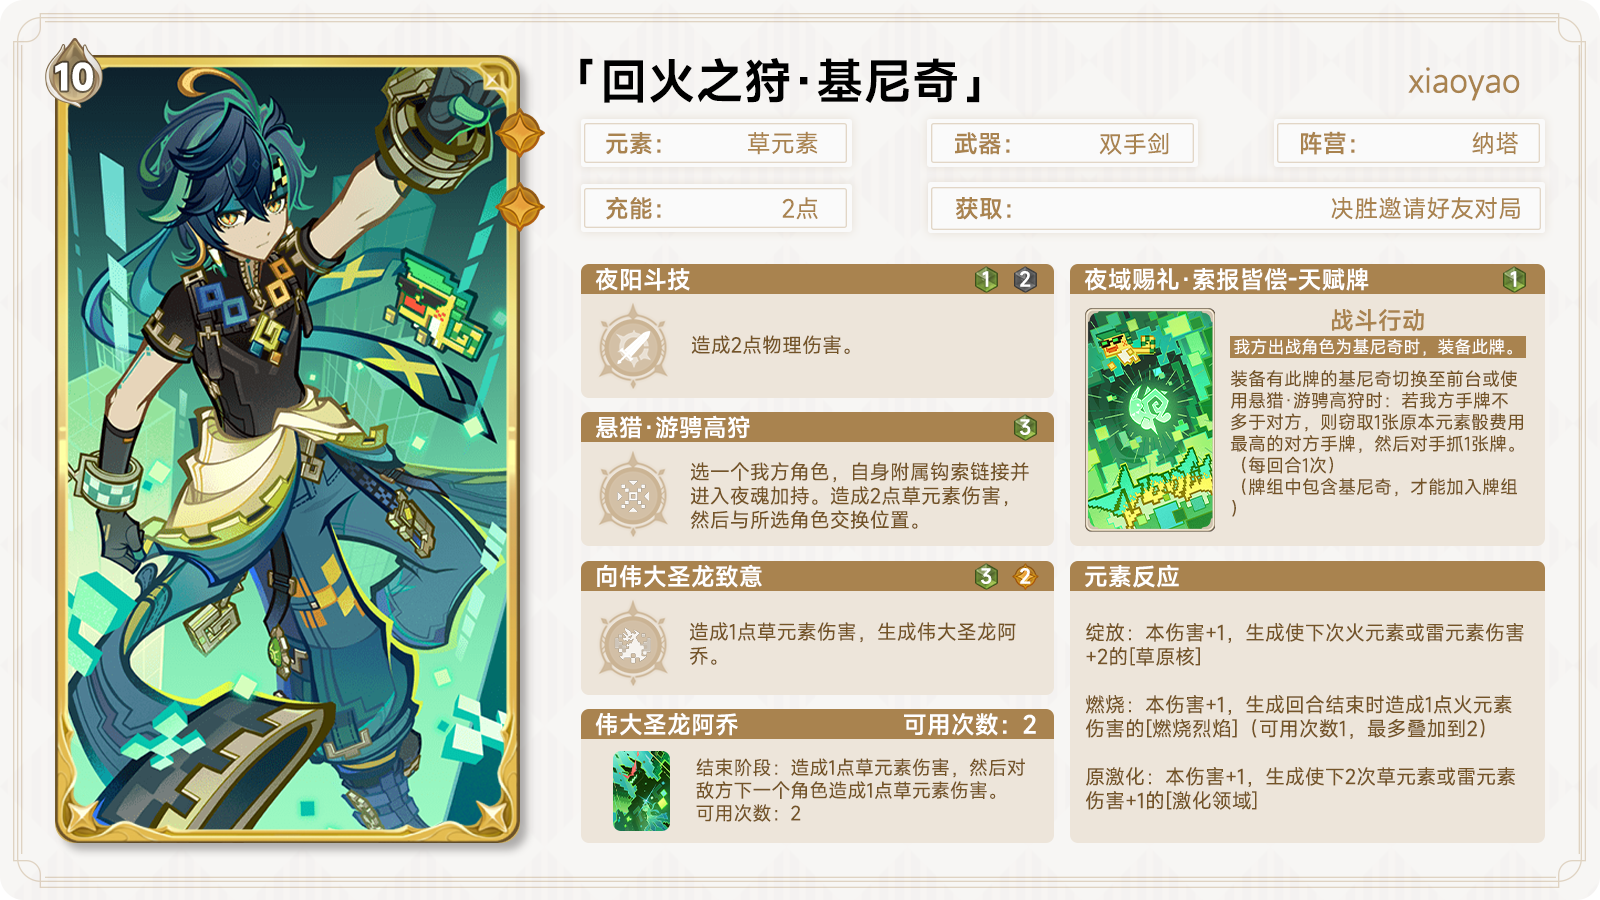 10
「回火之狩·基尼奇」
xiaoyao
元素： 草元素
武器： 双手剑
阵营： 纳塔
充能： 2点
获取： 决胜邀请好友对局
夜阳斗技 1 2
造成2点物理伤害。
悬猎·游骋高狩 3
选一个我方角色，自身附属钩索链接并
进入夜魂加持。造成2点草元素伤害，
然后与所选角色交换位置。
向伟大圣龙致意 3 2
造成1点草元素伤害，生成伟大圣龙阿
乔。
伟大圣龙阿乔 可用次数：2
结束阶段：造成1点草元素伤害，然后对
敌方下一个角色造成1点草元素伤害。
可用次数：2
夜域赐礼·索报皆偿-天赋牌 1
战斗行动
我方出战角色为基尼奇时，装备此牌。
装备有此牌的基尼奇切换至前台或使
用悬猎·游骋高狩时：若我方手牌不
多于对方，则窃取1张原本元素骰费用
最高的对方手牌，然后对手抓1张牌。
（每回合1次）
（牌组中包含基尼奇，才能加入牌组
）
元素反应
绽放：本伤害+1，生成使下次火元素或雷元素伤害
+2的[草原核]
燃烧：本伤害+1，生成回合结束时造成1点火元素
伤害的[燃烧烈焰]（可用次数1，最多叠加到2）
原激化：本伤害+1，生成使下2次草元素或雷元素
伤害+1的[激化领域]